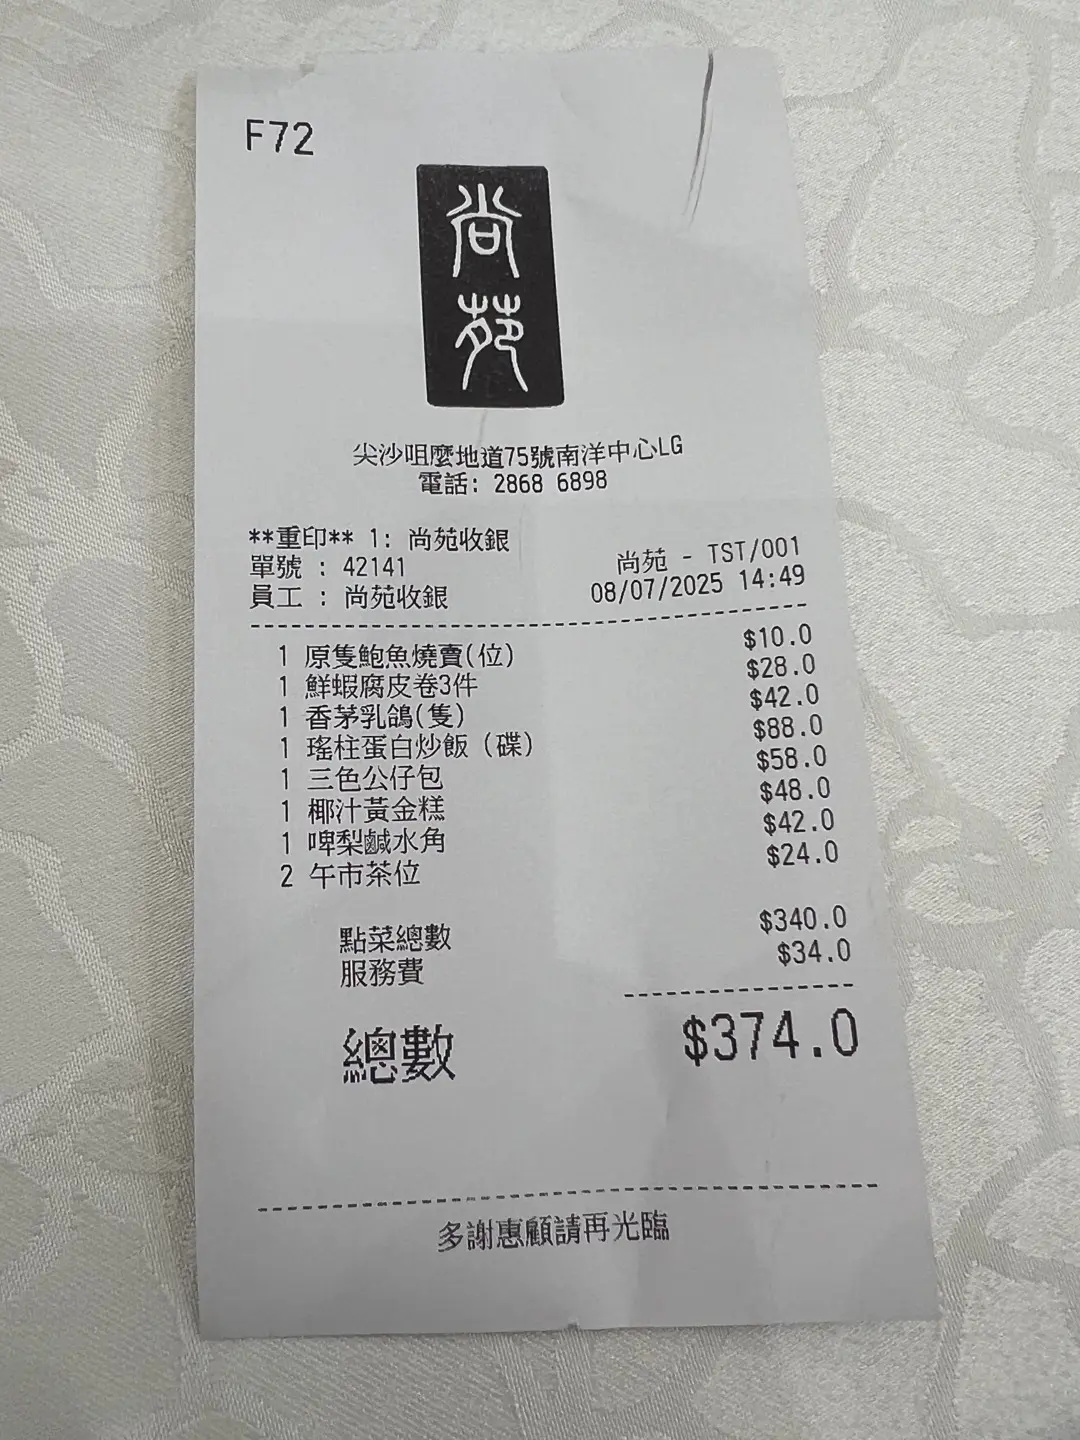 F72
尚苑
尖沙咀麼地道75號南洋中心LG
電話: 2868 6898
**重印** 1: 尚苑收銀
單號 : 42141 尚苑 - TST/001
員工 : 尚苑收銀 08/07/2025 14:49
1 原隻鮑魚燒賣(位) $10.0
1 鮮蝦腐皮卷3件 $28.0
1 香茅乳鴿(隻) $42.0
1 瑤柱蛋白炒飯（碟） $88.0
1 三色公仔包 $58.0
1 椰汁黃金糕 $48.0
1 啤梨鹹水角 $42.0
2 午市茶位 $24.0
點菜總數 $340.0
服務費 $34.0
總數 $374.0
多謝惠顧請再光臨